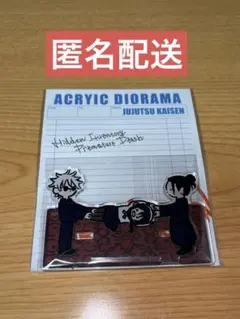 匿名配送
ACRYIC DIORAMA
JUJUTSU KAISEN
Hidden Inventory
Premature Death